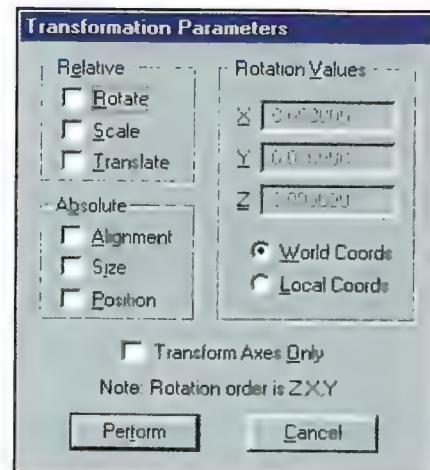 Transformation Parameters
Relative
Rotate
Scale
Translate
Absolute
Alignment
Size
Position
Rotation Values
X
Y
Z
World Coords
Local Coords
Transform Axes Only
Note: Rotation order is Z,X,Y
Perform
Cancel